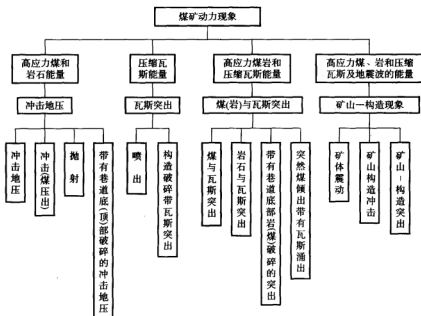 煤矿动力现象
高应力煤和
岩石能量
压缩瓦
斯能量
高应力煤岩和
压缩瓦斯能量
高应力煤、岩和压缩
瓦斯及地震波的能量
冲击地压
瓦斯突出
煤(岩)与瓦斯突出
矿山—构造现象
冲击地压
冲击(煤压出)
抛射
带有巷道底(顶)部破碎的冲击地压
喷出
构造破碎带瓦斯突出
煤与瓦斯突出
岩石与瓦斯突出
带有巷道底部岩(煤)破碎的突出
突然煤倾出带有瓦斯涌出
矿体震动
矿山构造冲击
矿山-构造突出